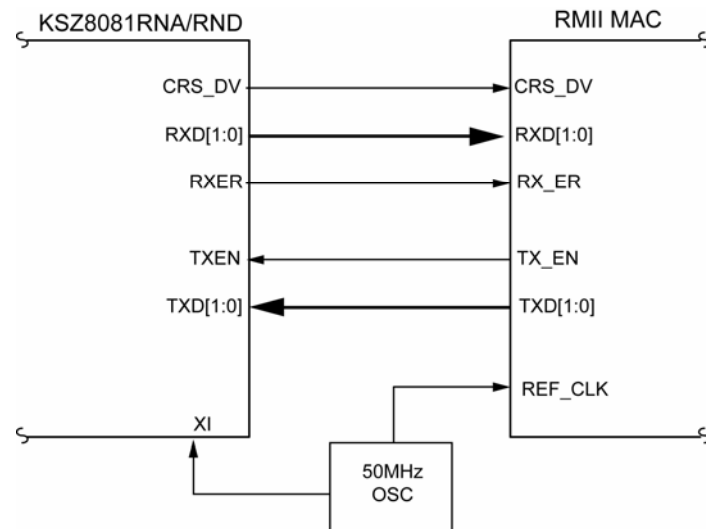 KSZ8081RNA/RND
RMII MAC
CRS_DV
CRS_DV
RXD[1:0]
RXD[1:0]
RXER
RX_ER
TXEN
TX_EN
TXD[1:0]
TXD[1:0]
REF_CLK
XI
50MHz
OSC